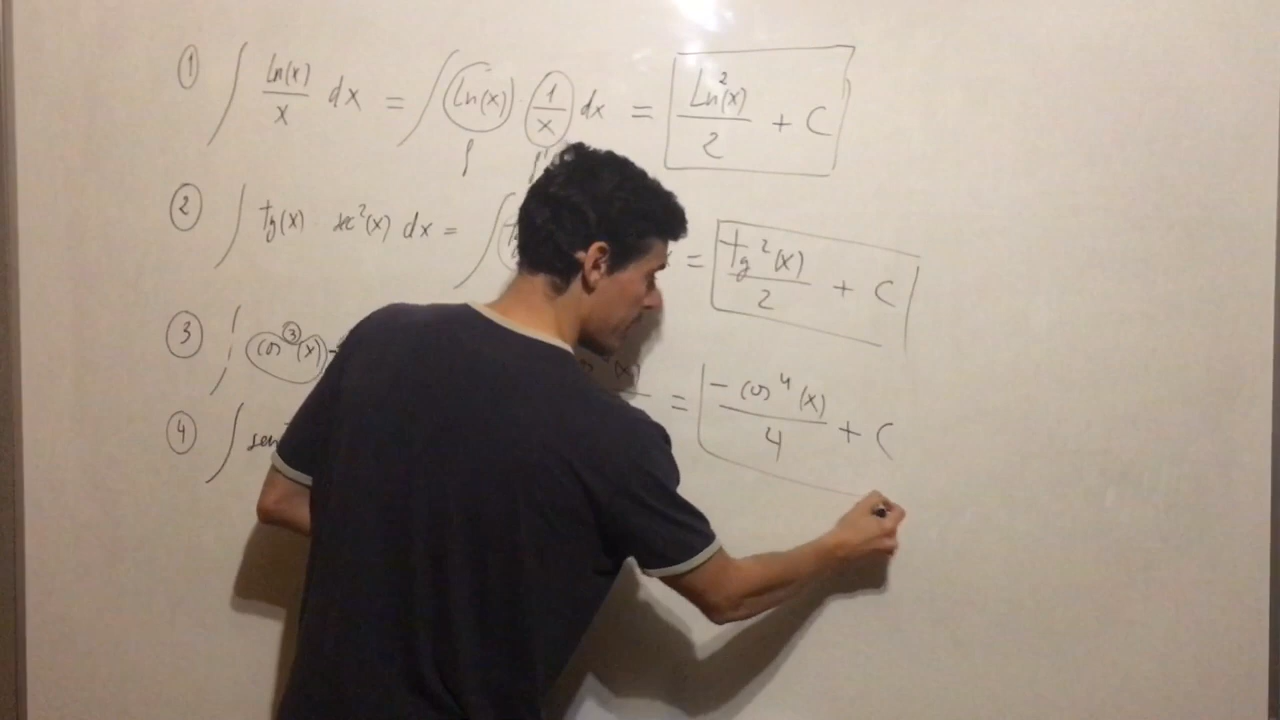 ① ∫ Ln(x)/x dx = ∫ Ln(x) · 1/x dx = Ln²(x)/2 + C
f f'
② ∫ tg(x) · sec²(x) dx = ∫ = tg²(x)/2 + C
③ ∫ cos³(x) = -cos⁴(x)/4 + C
④ ∫ sen